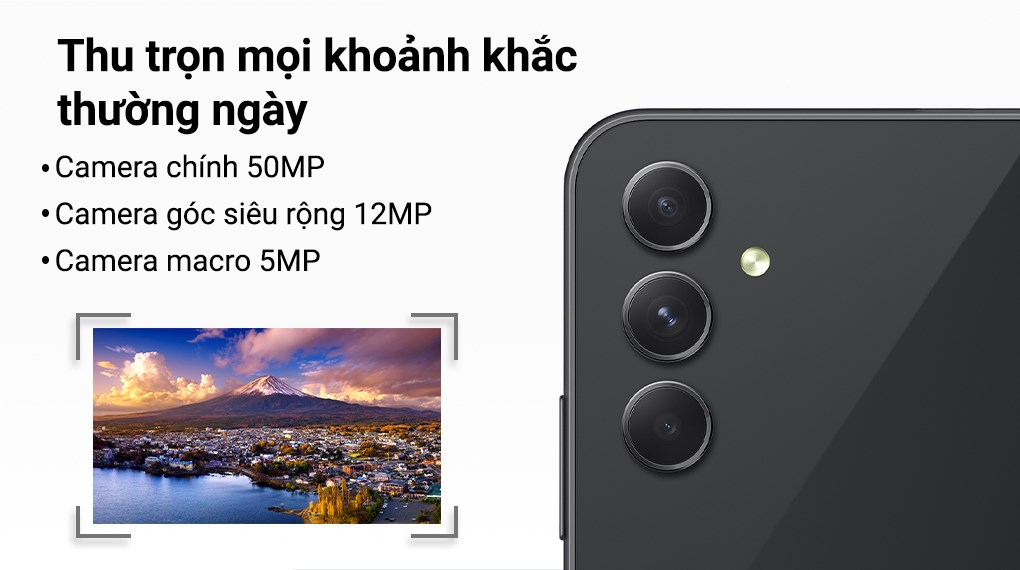 Thu trọn mọi khoảnh khắc
thường ngày
• Camera chính 50MP
• Camera góc siêu rộng 12MP
• Camera macro 5MP